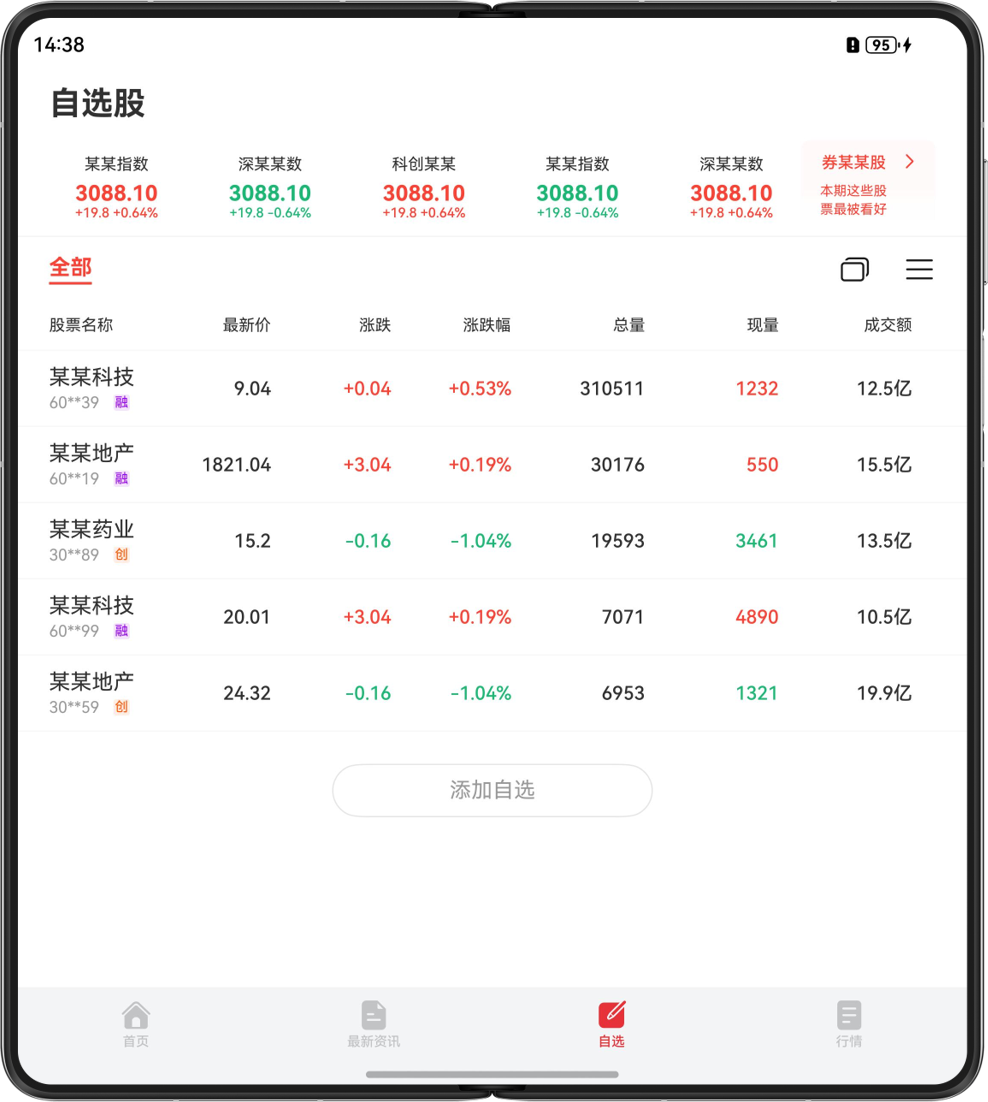 14:38
95
自选股
某某指数 深某某数 科创某某 某某指数 深某某数 券某某股
3088.10 3088.10 3088.10 3088.10 3088.10 本期这些股
+19.8 +0.64% +19.8 -0.64% +19.8 +0.64% +19.8 -0.64% +19.8 +0.64% 票最被看好
全部
股票名称 最新价 涨跌 涨跌幅 总量 现量 成交额
某某科技 9.04 +0.04 +0.53% 310511 1232 12.5亿
60**39 融
某某地产 1821.04 +3.04 +0.19% 30176 550 15.5亿
60**19 融
某某药业 15.2 -0.16 -1.04% 19593 3461 13.5亿
30**89 创
某某科技 20.01 +3.04 +0.19% 7071 4890 10.5亿
60**99 融
某某地产 24.32 -0.16 -1.04% 6953 1321 19.9亿
30**59 创
添加自选
首页 最新资讯 自选 行情